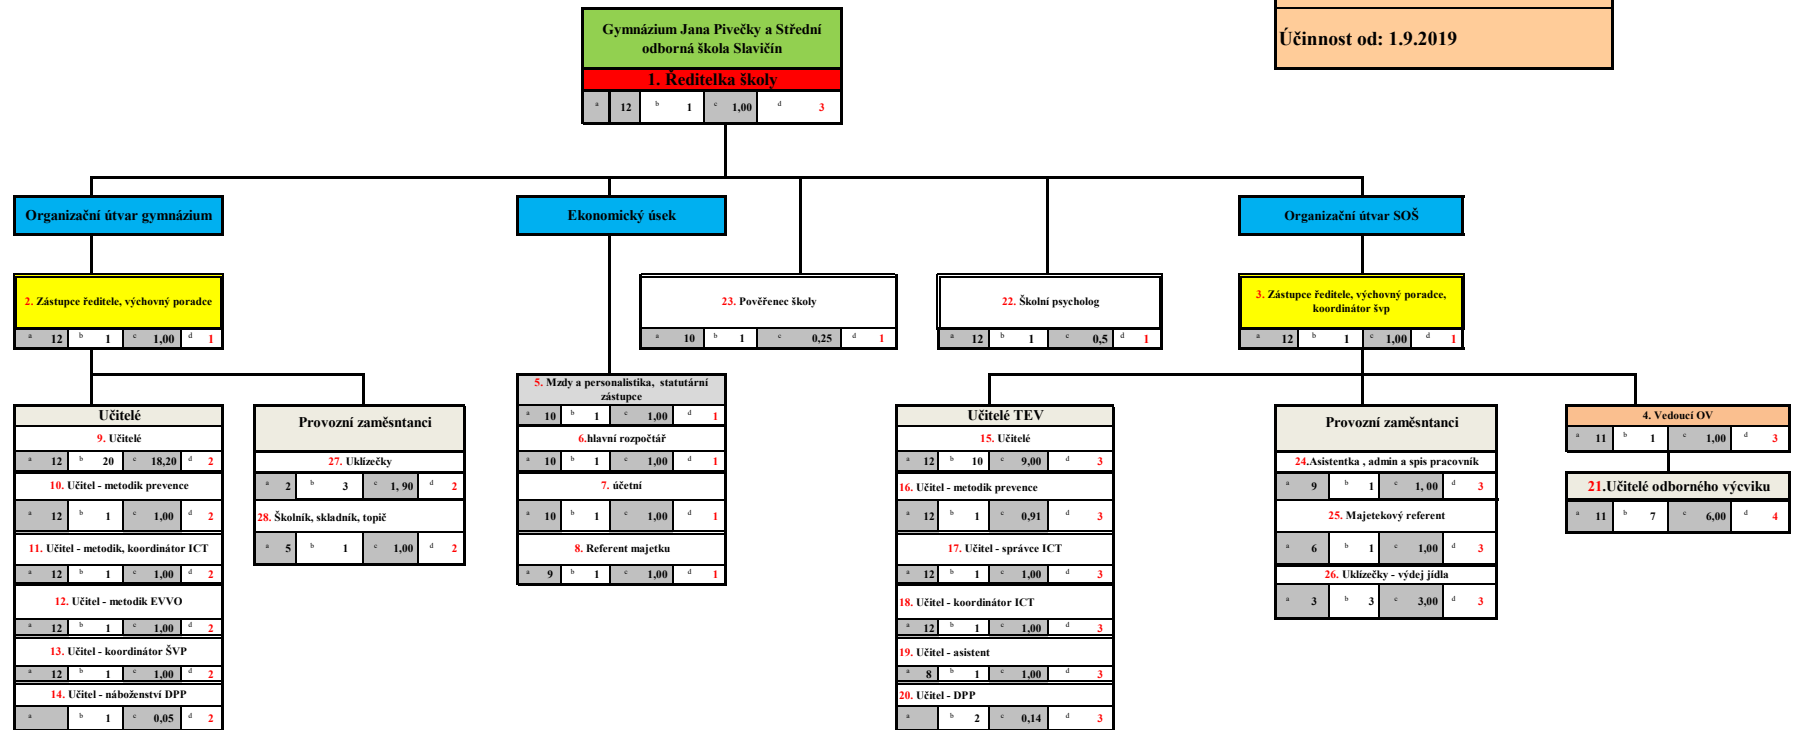 Účinnost od: 1.9.2019
Gymnázium Jana Pivečky a Střední
odborná škola Slavičín
1. Ředitelka školy
a 12 b 1 c 1,00 d 3
Organizační útvar gymnázium
Ekonomický úsek
Organizační útvar SOŠ
2. Zástupce ředitele, výchovný poradce
a 12 b 1 c 1,00 d 1
23. Pověřenec školy
a 10 b 1 c 0,25 d 1
22. Školní psycholog
a 12 b 1 c 0,5 d 1
3. Zástupce ředitele, výchovný poradce,
koordinátor švp
a 12 b 1 c 1,00 d 1
Učitelé
9. Učitelé
a 12 b 20 c 18,20 d 2
10. Učitel - metodik prevence
a 12 b 1 c 1,00 d 2
11. Učitel - metodik, koordinátor ICT
a 12 b 1 c 1,00 d 2
12. Učitel - metodik EVVO
a 12 b 1 c 1,00 d 2
13. Učitel - koordinátor ŠVP
a 12 b 1 c 1,00 d 2
14. Učitel - náboženství DPP
a b 1 c 0,05 d 2
Provozní zaměsntanci
27. Uklízečky
a 2 b 3 c 1, 90 d 2
28. Školník, skladník, topič
a 5 b 1 c 1,00 d 2
5. Mzdy a personalistika, statutární
zástupce
a 10 b 1 c 1,00 d 1
6.hlavní rozpočtář
a 10 b 1 c 1,00 d 1
7. účetní
a 10 b 1 c 1,00 d 1
8. Referent majetku
a 9 b 1 c 1,00 d 1
Učitelé TEV
15. Učitelé
a 12 b 10 c 9,00 d 3
16. Učitel - metodik prevence
a 12 b 1 c 0,91 d 3
17. Učitel - správce ICT
a 12 b 1 c 1,00 d 3
18. Učitel - koordinátor ICT
a 12 b 1 c 1,00 d 3
19. Učitel - asistent
a 8 b 1 c 1,00 d 3
20. Učitel - DPP
a b 2 c 0,14 d 3
Provozní zaměsntanci
24.Asistentka , admin a spis pracovník
a 9 b 1 c 1, 00 d 3
25. Majetekový referent
a 6 b 1 c 1,00 d 3
26. Uklízečky - výdej jídla
a 3 b 3 c 3,00 d 3
4. Vedoucí OV
a 11 b 1 c 1,00 d 3
21.Učitelé odborného výcviku
a 11 b 7 c 6,00 d 4